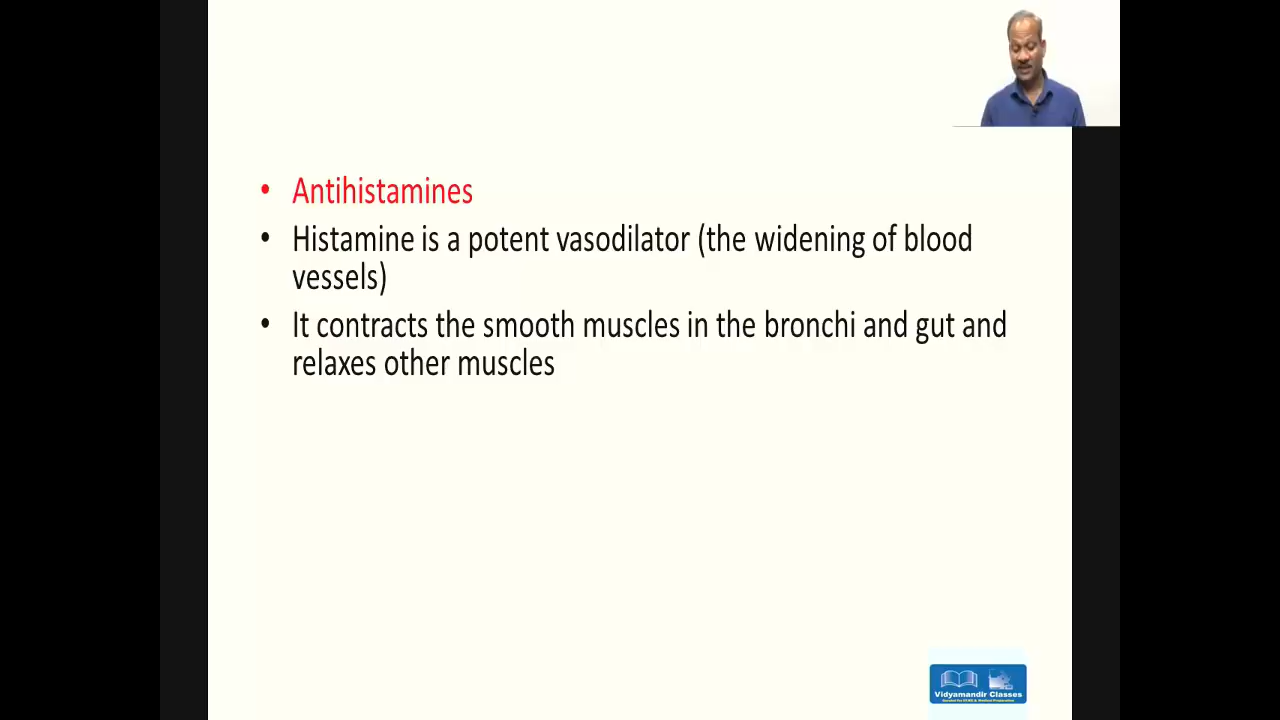 • Antihistamines
• Histamine is a potent vasodilator (the widening of blood
vessels)
• It contracts the smooth muscles in the bronchi and gut and
relaxes other muscles
Vidyamandir Classes